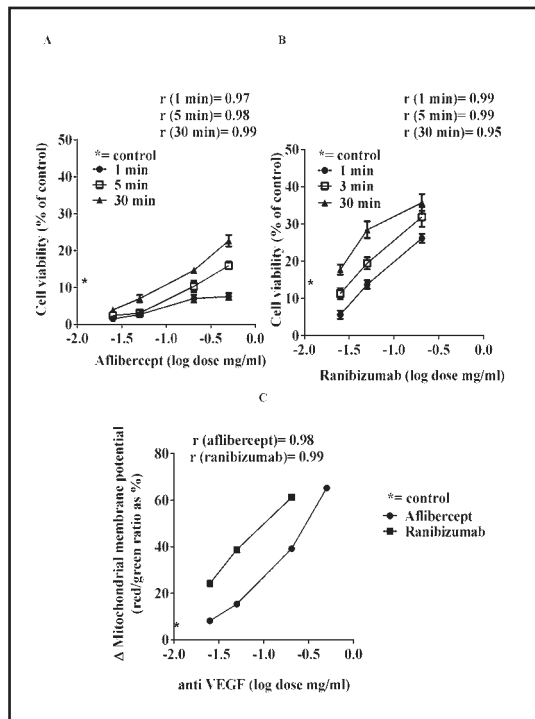 A
r (1 min)= 0.97
r (5 min)= 0.98
r (30 min)= 0.99
*= control
1 min
5 min
30 min
Cell viability (% of control)
50
40
30
20
10
0
*
-2.0 -1.5 -1.0 -0.5 0.0
Aflibercept (log dose mg/ml)
B
r (1 min)= 0.99
r (5 min)= 0.99
r (30 min)= 0.95
*= control
1 min
3 min
30 min
Cell viability (% of control)
50
40
30
20
10
0
*
-2.0 -1.5 -1.0 -0.5 0.0
Ranibizumab (log dose mg/ml)
C
r (aflibercept)= 0.98
r (ranibizumab)= 0.99
*= control
Aflibercept
Ranibizumab
Δ Mitochondrial membrane potential
(red/green ratio as %)
80
60
40
20
0
*
-2.0 -1.5 -1.0 -0.5 0.0
anti VEGF (log dose mg/ml)